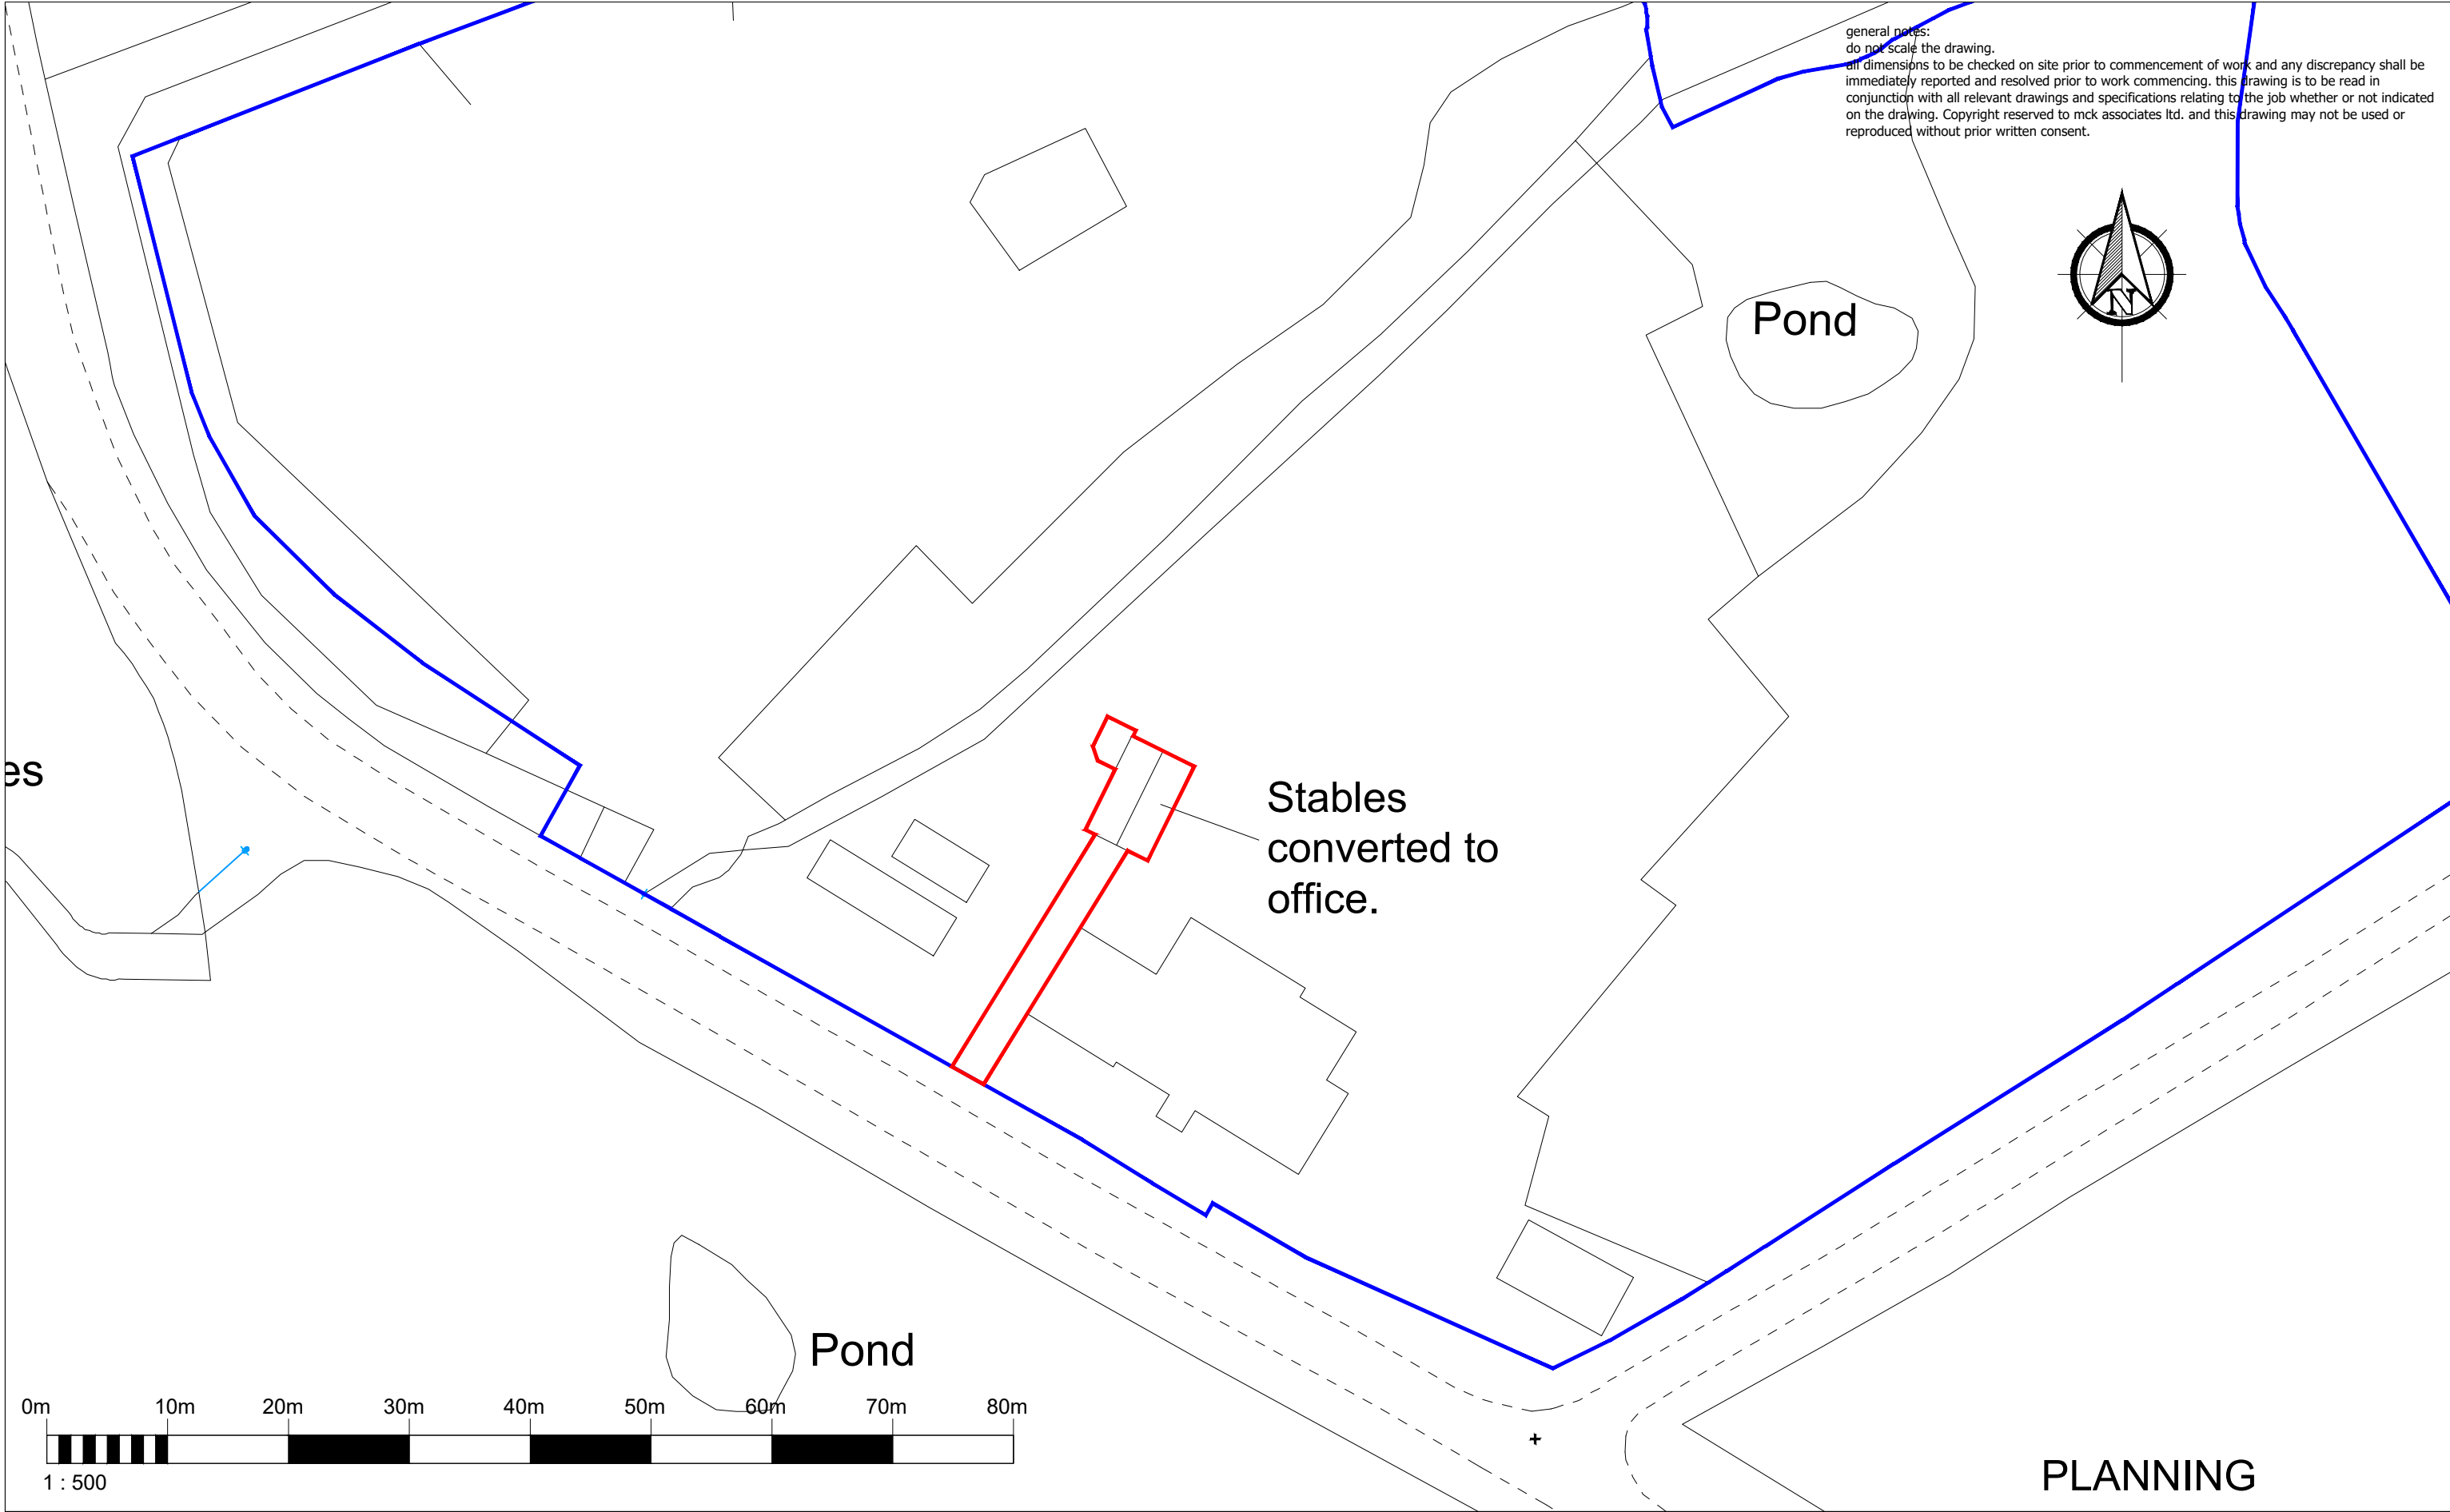 general notes:
do not scale the drawing.
all dimensions to be checked on site prior to commencement of work and any discrepancy shall be
immediately reported and resolved prior to work commencing. this drawing is to be read in
conjunction with all relevant drawings and specifications relating to the job whether or not indicated
on the drawing. Copyright reserved to mck associates ltd. and this drawing may not be used or
reproduced without prior written consent.
N
Pond
es
Stables
converted to
office.
Pond
0m 10m 20m 30m 40m 50m 60m 70m 80m
1 : 500
PLANNING